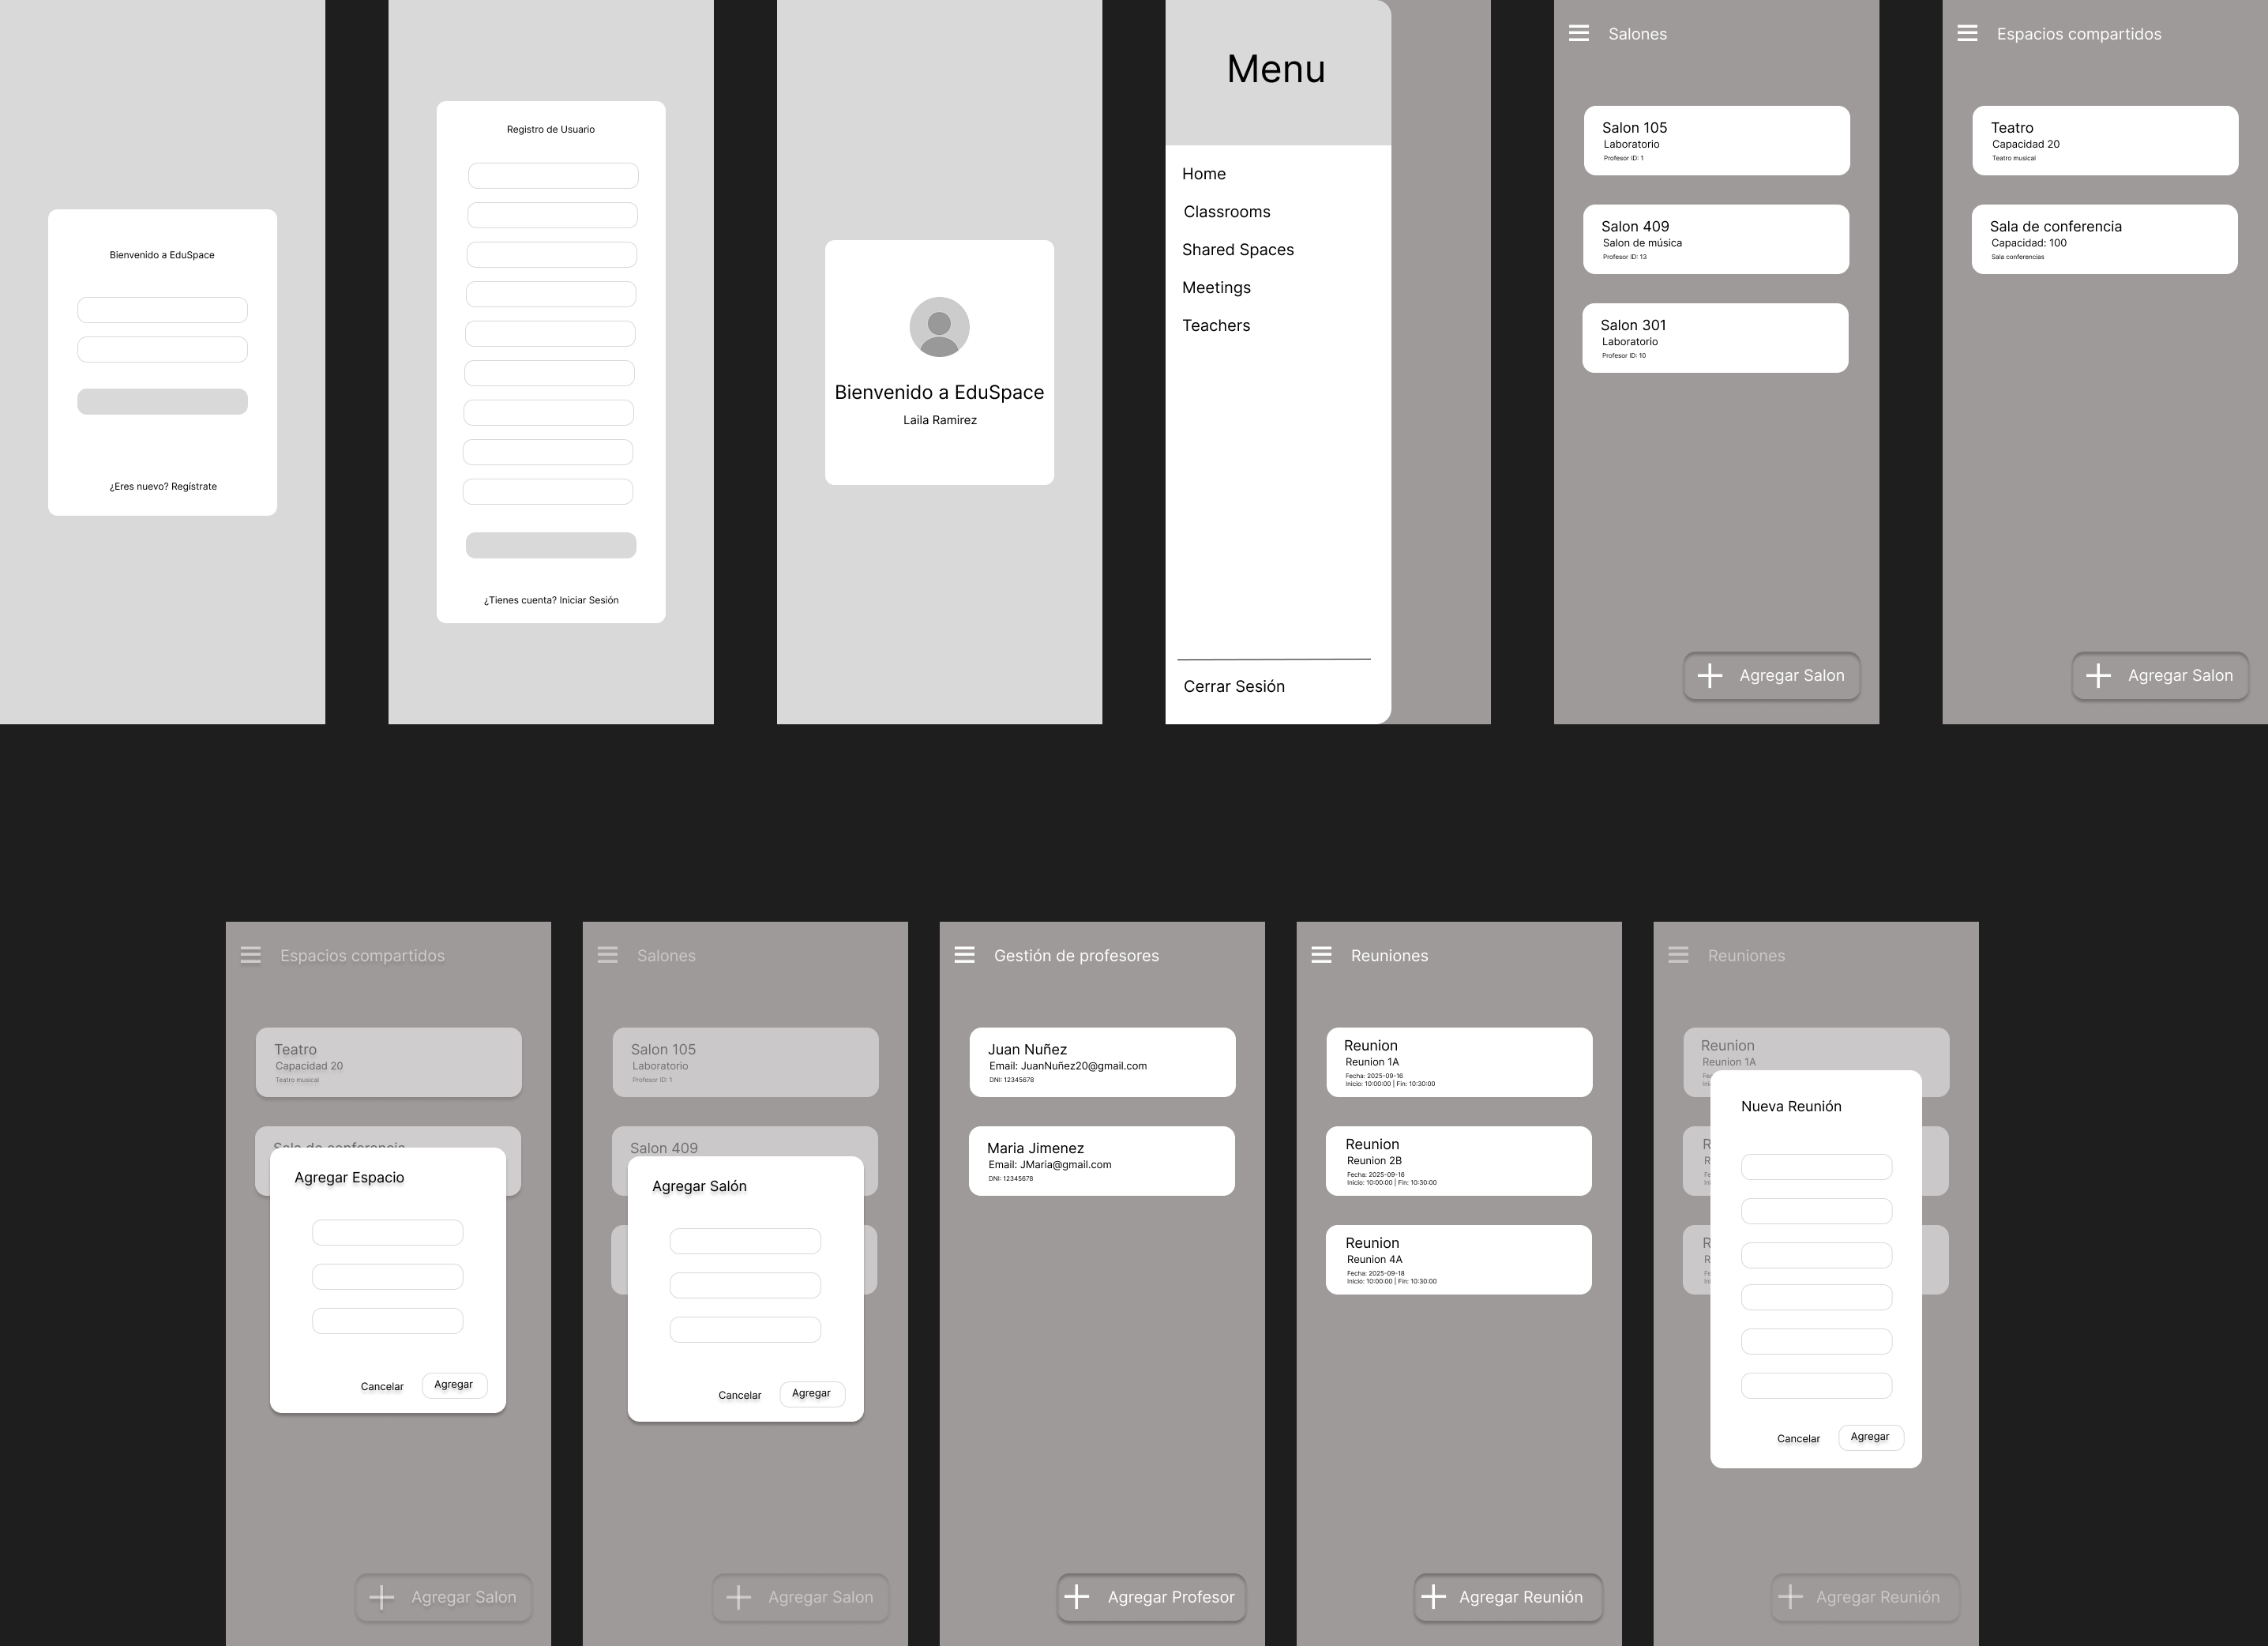 Bienvenido a EduSpace
¿Eres nuevo? Regístrate
Registro de Usuario
¿Tienes cuenta? Iniciar Sesión
Bienvenido a EduSpace
Laila Ramirez
Menu
Home
Classrooms
Shared Spaces
Meetings
Teachers
Cerrar Sesión
Salones
Salon 105
Laboratorio
Profesor ID: 1
Salon 409
Salon de música
Profesor ID: 13
Salon 301
Laboratorio
Profesor ID: 10
Agregar Salon
Espacios compartidos
Teatro
Capacidad 20
Teatro musical
Sala de conferencia
Capacidad: 100
Sala conferencias
Agregar Salon
Espacios compartidos
Teatro
Capacidad 20
Teatro musical
Sala de conferencia
Agregar Espacio
Cancelar
Agregar
Agregar Salon
Salones
Salon 105
Laboratorio
Profesor ID: 1
Salon 409
Agregar Salón
Cancelar
Agregar
Agregar Salon
Gestión de profesores
Juan Nuñez
Email: JuanNuñez20@gmail.com
DNI: 12345678
Maria Jimenez
Email: JMaria@gmail.com
DNI: 12345678
Agregar Profesor
Reuniones
Reunion
Reunion 1A
Fecha: 2025-09-16
Inicio: 10:00:00 | Fin: 10:30:00
Reunion
Reunion 2B
Fecha: 2025-09-16
Inicio: 10:00:00 | Fin: 10:30:00
Reunion
Reunion 4A
Fecha: 2025-09-18
Inicio: 10:00:00 | Fin: 10:30:00
Agregar Reunión
Reuniones
Reunion
Reunion 1A
Nueva Reunión
Cancelar
Agregar
Agregar Reunión